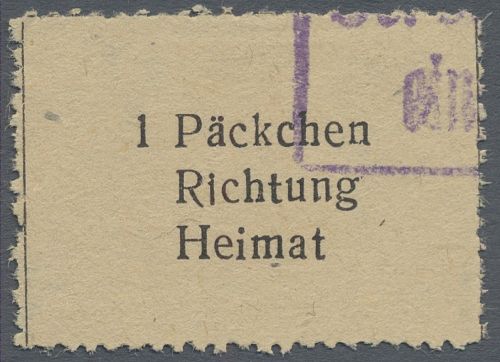 1 Päckchen
Richtung
Heimat